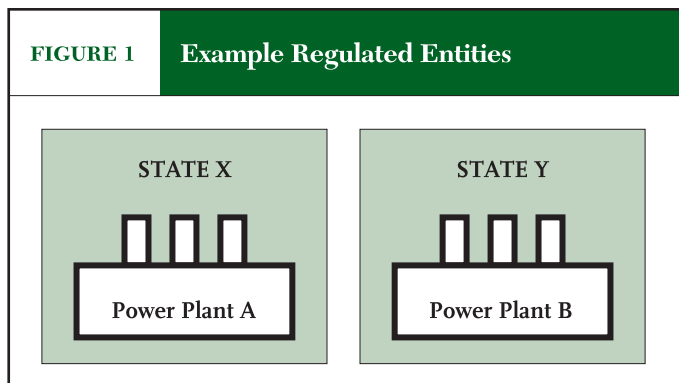 FIGURE 1
Example Regulated Entities
STATE X
STATE Y
Power Plant A
Power Plant B